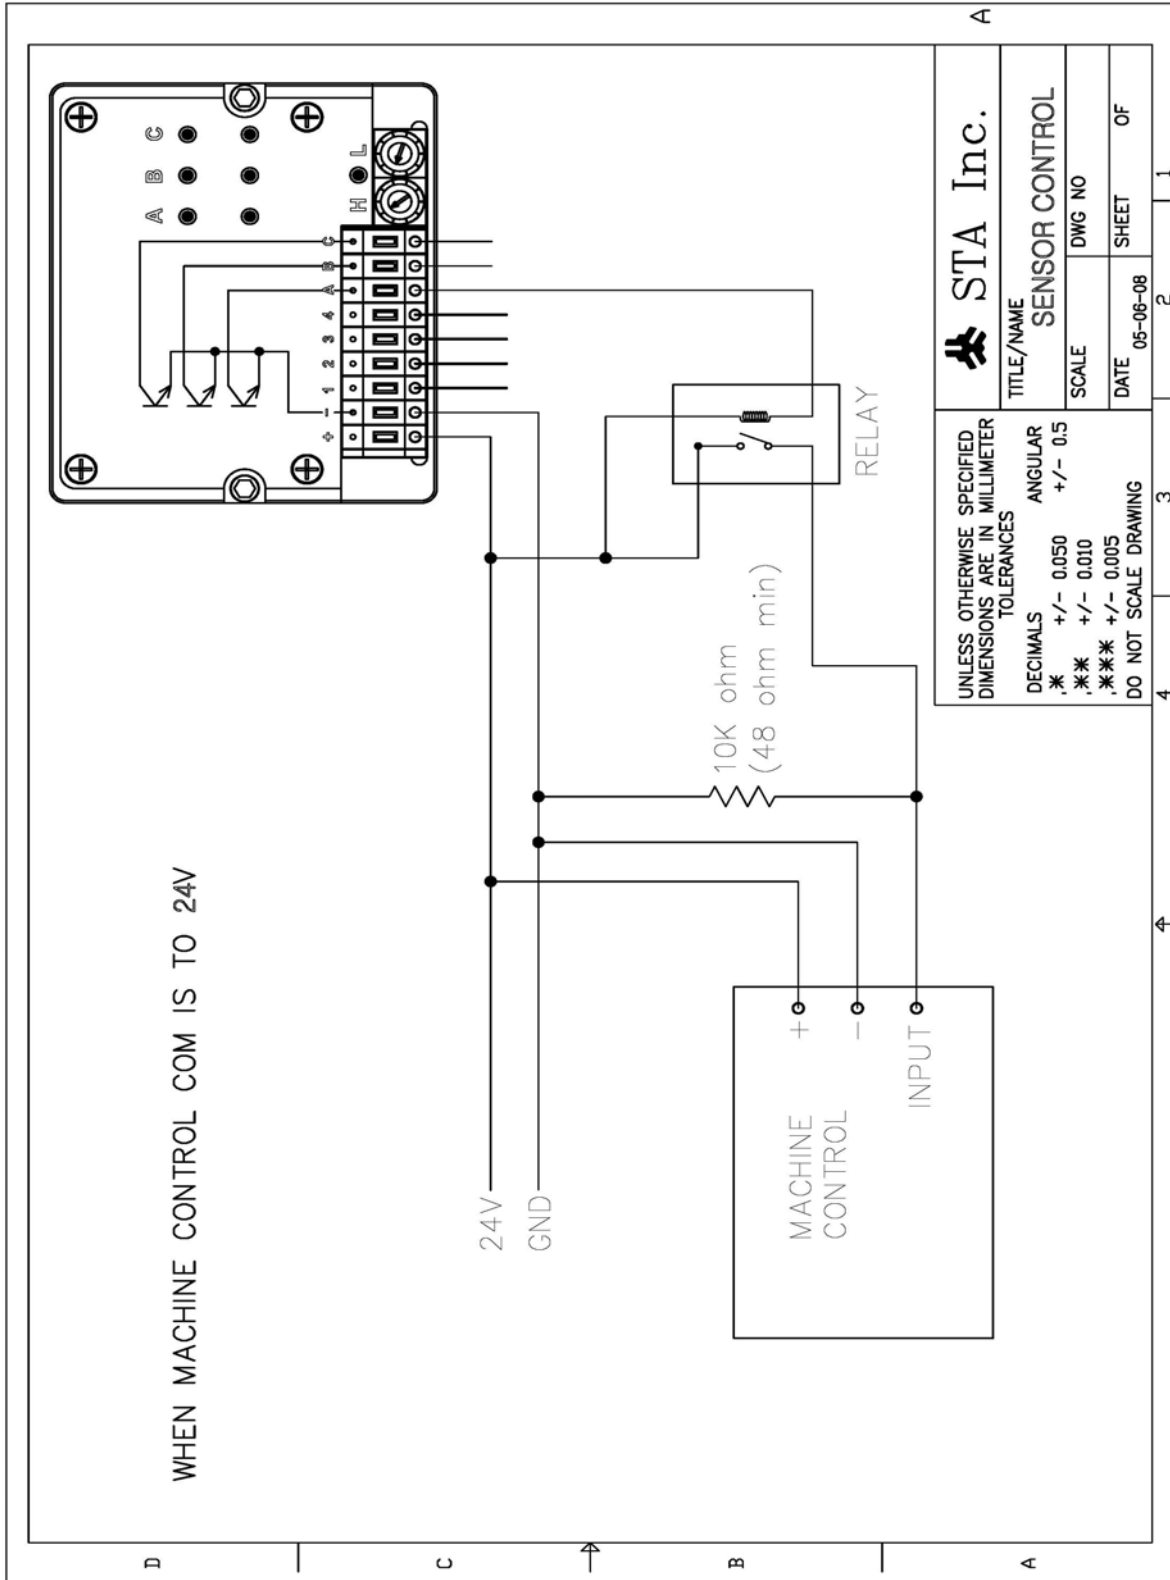 WHEN MACHINE CONTROL COM IS TO 24V
A B C
H L
+ − 1 2 3 4 A B C
24V
GND
10K ohm
(48 ohm min)
RELAY
MACHINE
CONTROL
+
−
INPUT
UNLESS OTHERWISE SPECIFIED
DIMENSIONS ARE IN MILLIMETER
TOLERANCES
DECIMALS ANGULAR
.* +/- 0.050 +/- 0.5
.** +/- 0.010
.*** +/- 0.005
DO NOT SCALE DRAWING
STA Inc.
TITLE/NAME
SENSOR CONTROL
SCALE DWG NO
DATE 05-06-08 SHEET OF
D
C
B
A
4 3 2 1
A